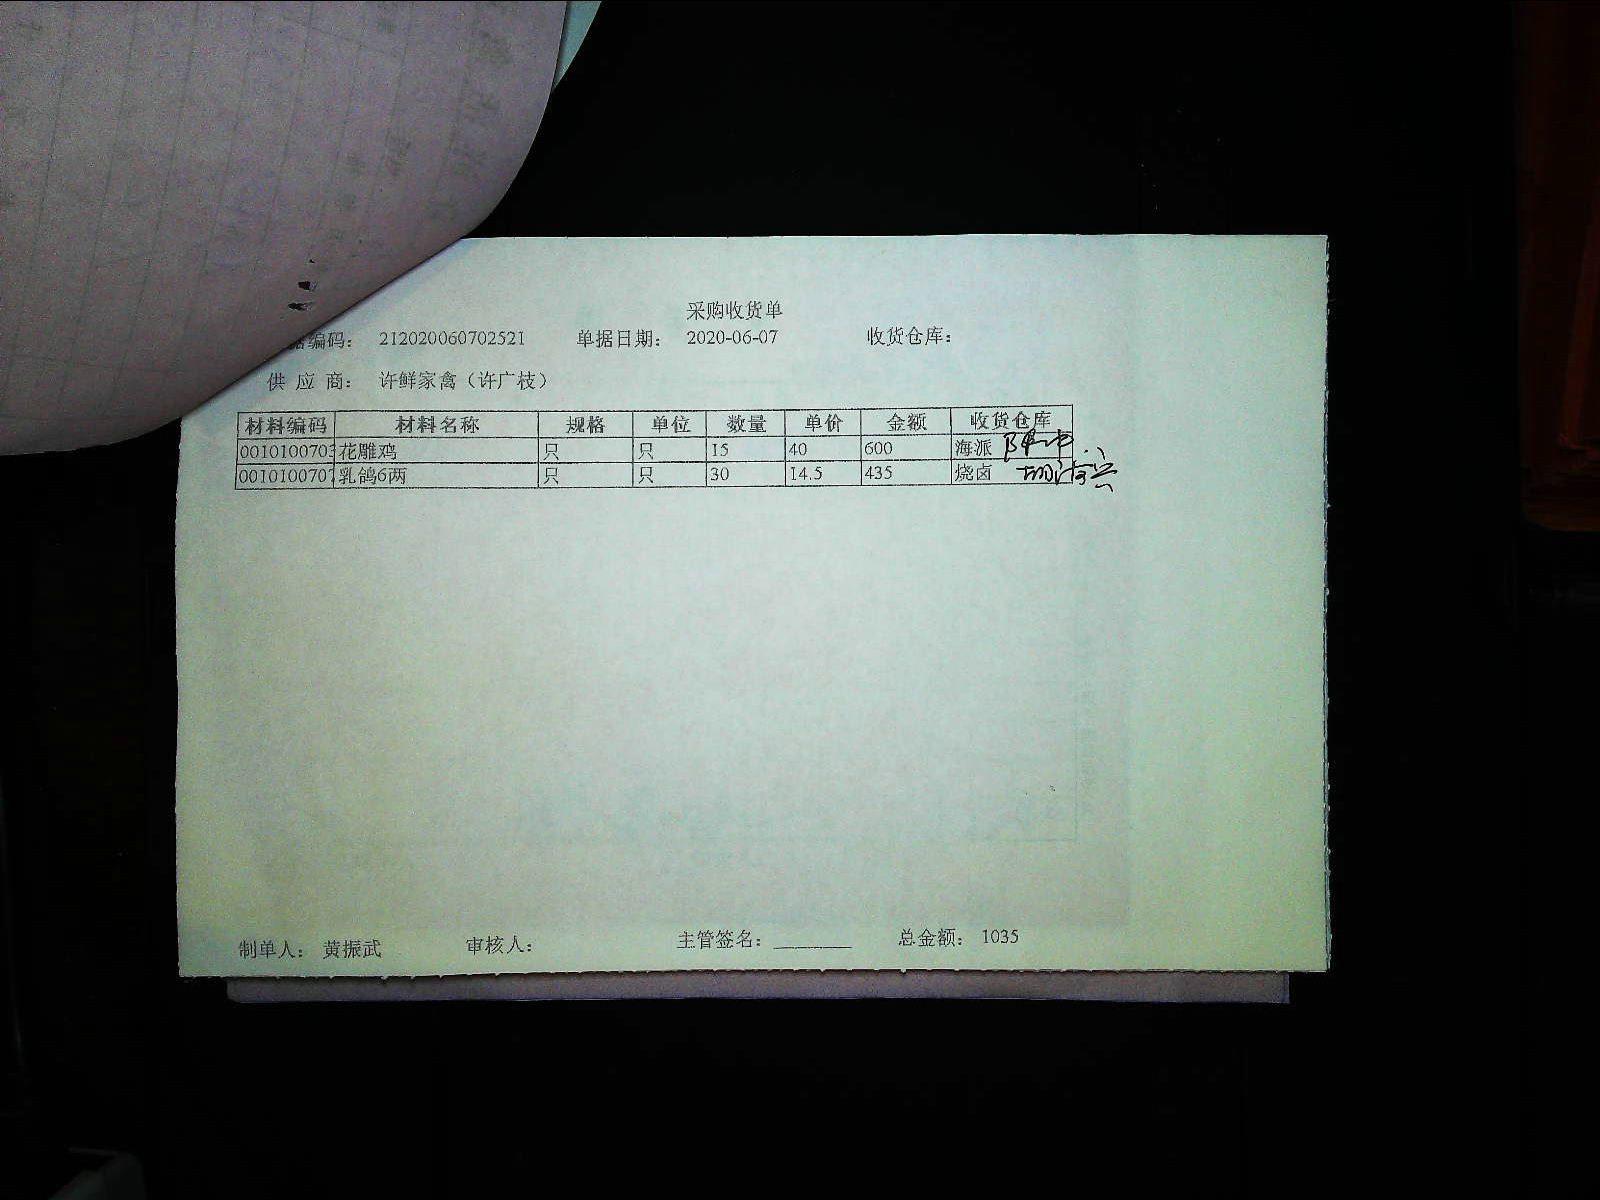 采购收货单
编码： 212020060702521 单据日期： 2020-06-07 收货仓库：
供 应 商： 许鲜家禽（许广枝）
材料编码 材料名称 规格 单位 数量 单价 金额 收货仓库
0010100703 花雕鸡 只 只 15 40 600 海派
0010100707 乳鸽6两 只 只 30 14.5 435 烧卤
制单人： 黄振武 审核人： 主管签名：________ 总金额： 1035